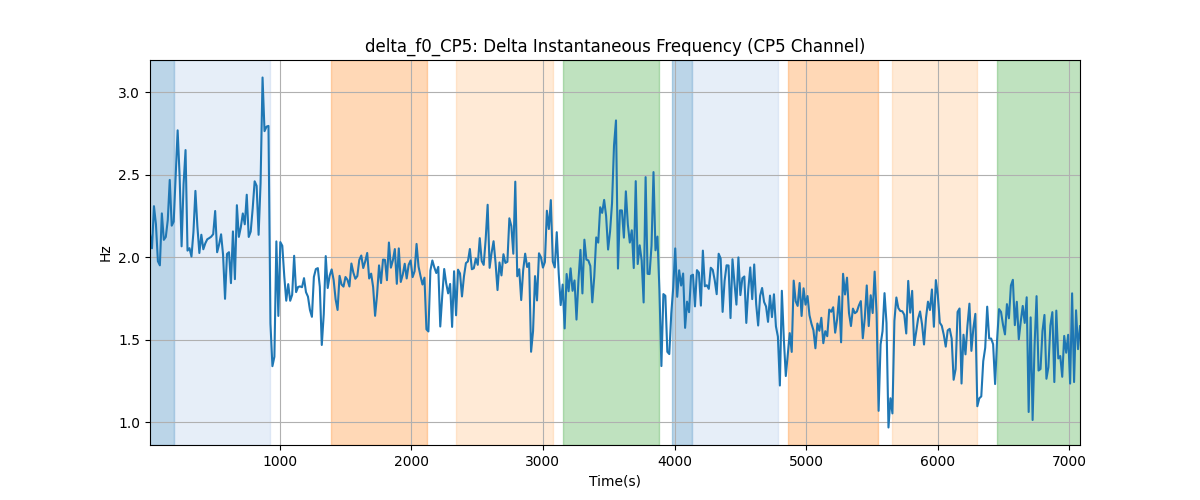 delta_f0_CP5: Delta Instantaneous Frequency (CP5 Channel)
3.0
2.5
2.0
1.5
1.0
Hz
1000 2000 3000 4000 5000 6000 7000
Time(s)